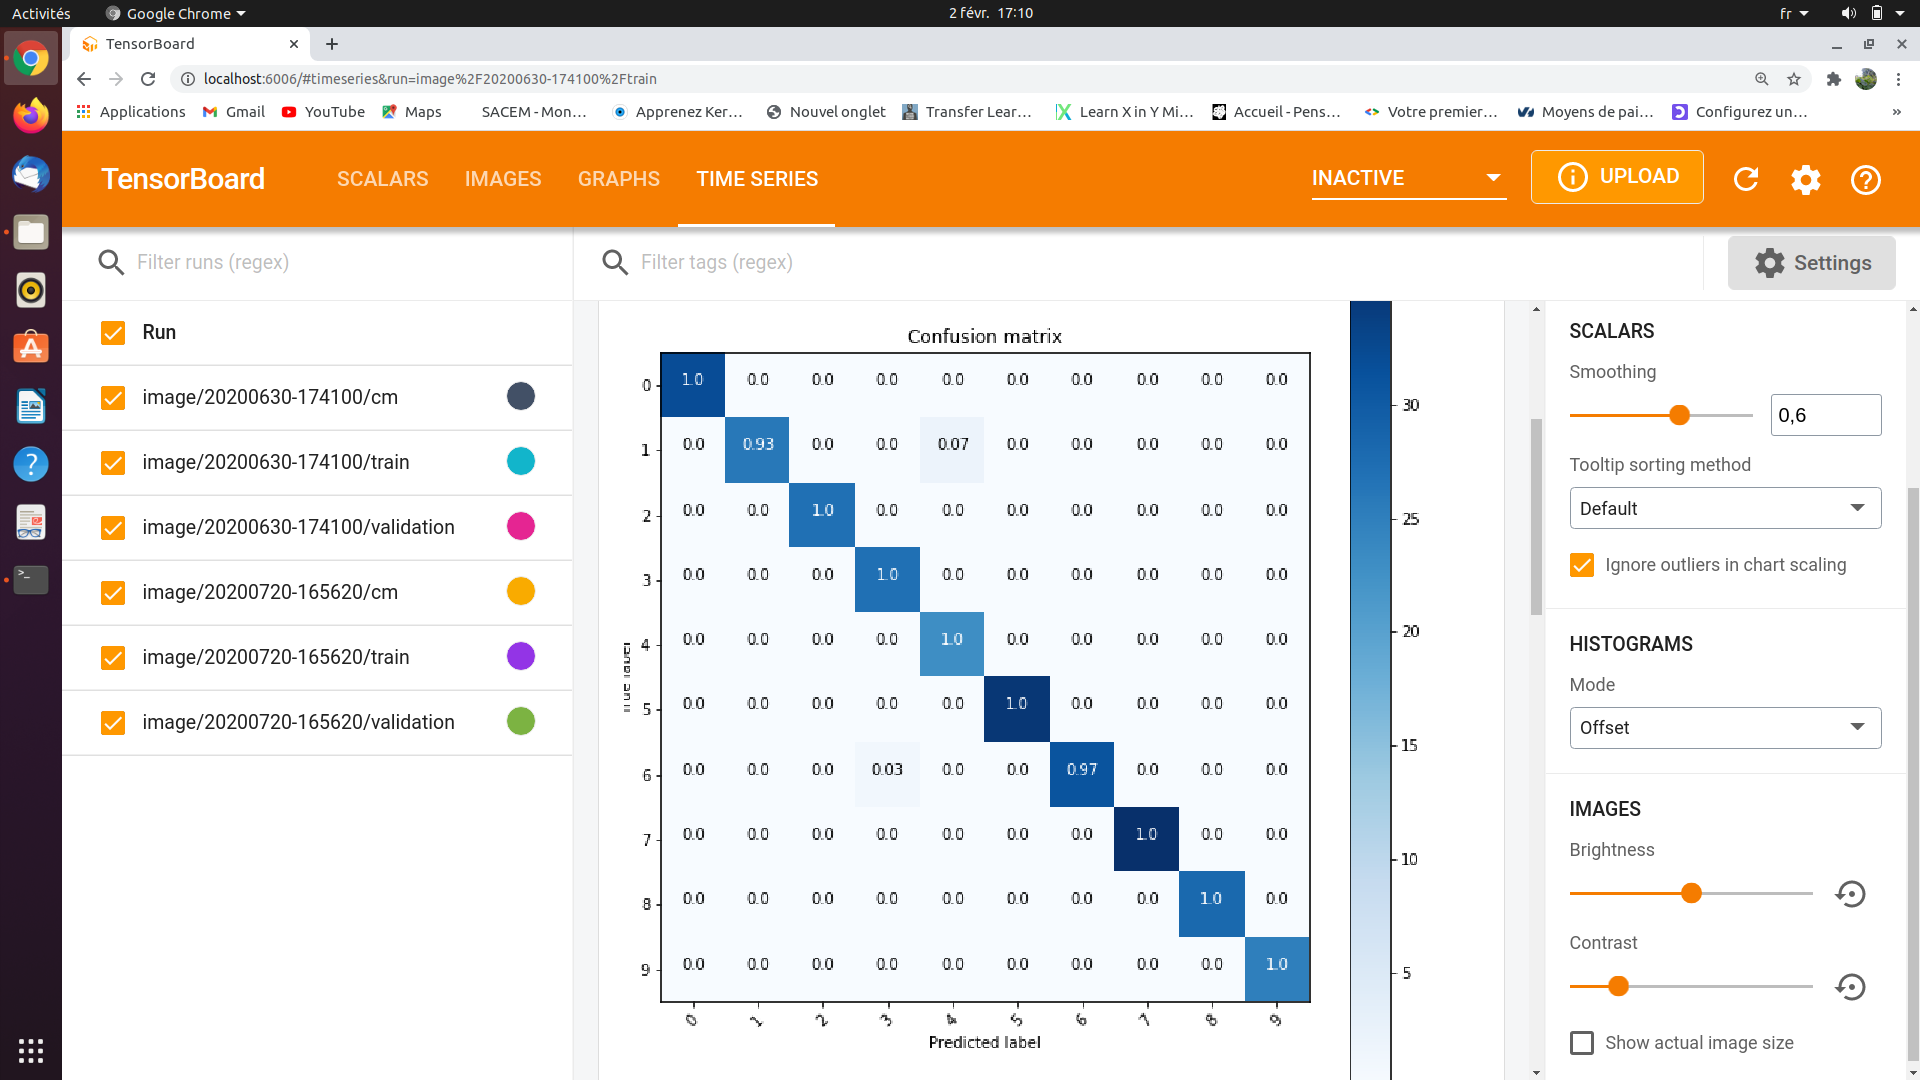 Activités
Google Chrome
2 févr. 17:10
fr
TensorBoard
localhost:6006/#timeseries&run=image%2F20200630-174100%2Ftrain
Applications
Gmail
YouTube
Maps
SACEM - Mon...
Apprenez Ker...
Nouvel onglet
Transfer Lear...
Learn X in Y Mi...
Accueil - Pens...
Votre premier...
Moyens de pai...
Configurez un...
»
TensorBoard
SCALARS
IMAGES
GRAPHS
TIME SERIES
INACTIVE
UPLOAD
Filter runs (regex)
Filter tags (regex)
Settings
Run
image/20200630-174100/cm
image/20200630-174100/train
image/20200630-174100/validation
image/20200720-165620/cm
image/20200720-165620/train
image/20200720-165620/validation
Confusion matrix
0 1.0 0.0 0.0 0.0 0.0 0.0 0.0 0.0 0.0 0.0
1 0.0 0.93 0.0 0.0 0.07 0.0 0.0 0.0 0.0 0.0
2 0.0 0.0 1.0 0.0 0.0 0.0 0.0 0.0 0.0 0.0
3 0.0 0.0 0.0 1.0 0.0 0.0 0.0 0.0 0.0 0.0
4 0.0 0.0 0.0 0.0 1.0 0.0 0.0 0.0 0.0 0.0
5 0.0 0.0 0.0 0.0 0.0 1.0 0.0 0.0 0.0 0.0
6 0.0 0.0 0.0 0.03 0.0 0.0 0.97 0.0 0.0 0.0
7 0.0 0.0 0.0 0.0 0.0 0.0 0.0 1.0 0.0 0.0
8 0.0 0.0 0.0 0.0 0.0 0.0 0.0 0.0 1.0 0.0
9 0.0 0.0 0.0 0.0 0.0 0.0 0.0 0.0 0.0 1.0
0 1 2 3 4 5 6 7 8 9
True label
Predicted label
30
25
20
15
10
5
SCALARS
Smoothing
0,6
Tooltip sorting method
Default
Ignore outliers in chart scaling
HISTOGRAMS
Mode
Offset
IMAGES
Brightness
Contrast
Show actual image size